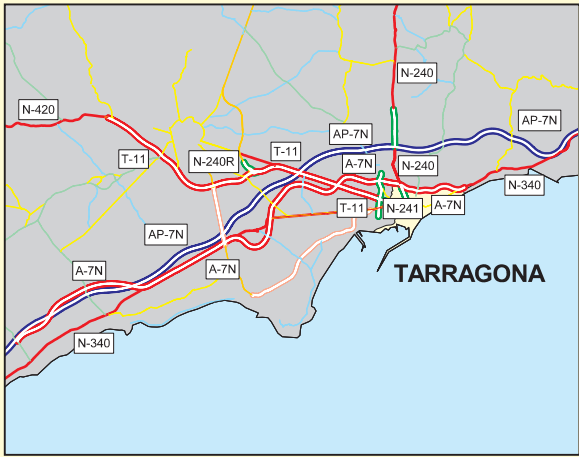 N-240
N-420
AP-7N
AP-7N
T-11
N-240R
T-11
A-7N
N-240
N-340
T-11
N-241
A-7N
AP-7N
A-7N
A-7N
TARRAGONA
N-340